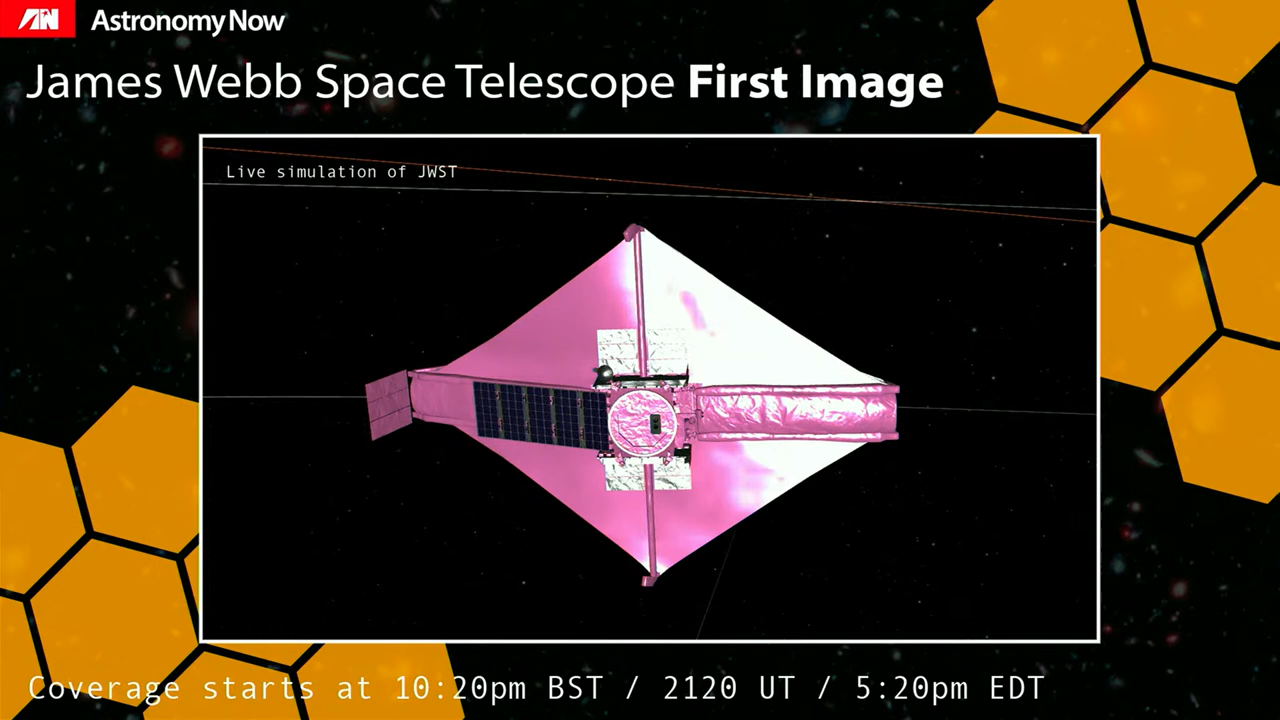 AN Astronomy Now
James Webb Space Telescope First Image
Live simulation of JWST
Coverage starts at 10:20pm BST / 2120 UT / 5:20pm EDT